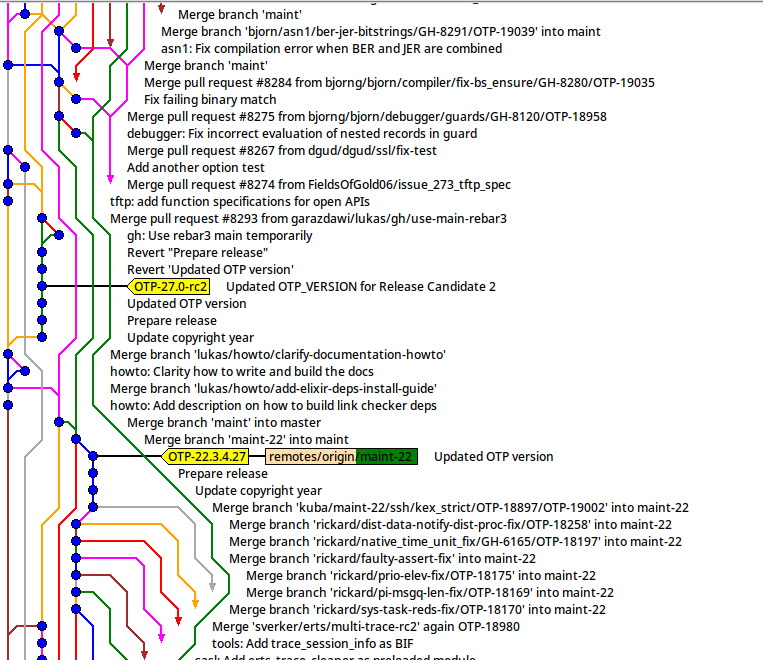 Merge branch 'maint'
Merge branch 'bjorn/asn1/ber-jer-bitstrings/GH-8291/OTP-19039' into maint
asn1: Fix compilation error when BER and JER are combined
Merge branch 'maint'
Merge pull request #8284 from bjorng/bjorn/compiler/fix-bs_ensure/GH-8280/OTP-19035
Fix failing binary match
Merge pull request #8275 from bjorng/bjorn/debugger/guards/GH-8120/OTP-18958
debugger: Fix incorrect evaluation of nested records in guard
Merge pull request #8267 from dgud/dgud/ssl/fix-test
Add another option test
Merge pull request #8274 from FieldsOfGold06/issue_273_tftp_spec
tftp: add function specifications for open APIs
Merge pull request #8293 from garazdawi/lukas/gh/use-main-rebar3
gh: Use rebar3 main temporarily
Revert "Prepare release"
Revert 'Updated OTP version'
OTP-27.0-rc2 Updated OTP_VERSION for Release Candidate 2
Updated OTP version
Prepare release
Update copyright year
Merge branch 'lukas/howto/clarify-documentation-howto'
howto: Clarity how to write and build the docs
Merge branch 'lukas/howto/add-elixir-deps-install-guide'
howto: Add description on how to build link checker deps
Merge branch 'maint' into master
Merge branch 'maint-22' into maint
OTP-22.3.4.27 remotes/origin/maint-22 Updated OTP version
Prepare release
Update copyright year
Merge branch 'kuba/maint-22/ssh/kex_strict/OTP-18897/OTP-19002' into maint-22
Merge branch 'rickard/dist-data-notify-dist-proc-fix/OTP-18258' into maint-22
Merge branch 'rickard/native_time_unit_fix/GH-6165/OTP-18197' into maint-22
Merge branch 'rickard/faulty-assert-fix' into maint-22
Merge branch 'rickard/prio-elev-fix/OTP-18175' into maint-22
Merge branch 'rickard/pi-msgq-len-fix/OTP-18169' into maint-22
Merge branch 'rickard/sys-task-reds-fix/OTP-18170' into maint-22
Merge 'sverker/erts/multi-trace-rc2' again OTP-18980
tools: Add trace_session_info as BIF
sasl: Add erts_trace_cleaner as preloaded module